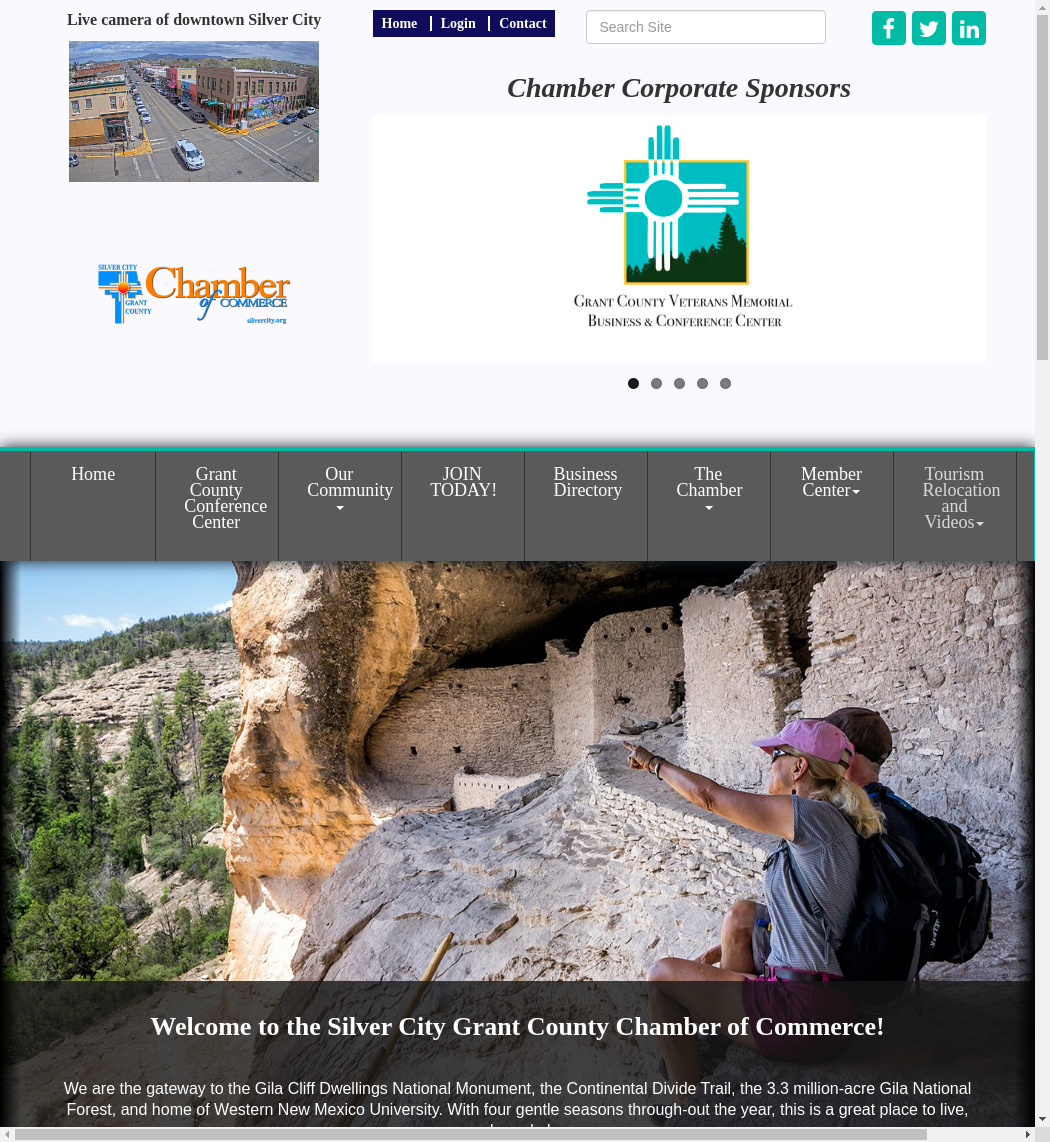 Live camera of downtown Silver City
Home
Login
Contact
Search Site
Chamber Corporate Sponsors
GRANT COUNTY VETERANS MEMORIAL
BUSINESS & CONFERENCE CENTER
SILVER CITY
Chamber
of COMMERCE
GRANT
COUNTY
silvercity.org
Home
Grant
County
Conference
Center
Our
Community
JOIN
TODAY!
Business
Directory
The
Chamber
Member
Center
Tourism
Relocation
and
Videos
Welcome to the Silver City Grant County Chamber of Commerce!
We are the gateway to the Gila Cliff Dwellings National Monument, the Continental Divide Trail, the 3.3 million-acre Gila National
Forest, and home of Western New Mexico University. With four gentle seasons through-out the year, this is a great place to live,